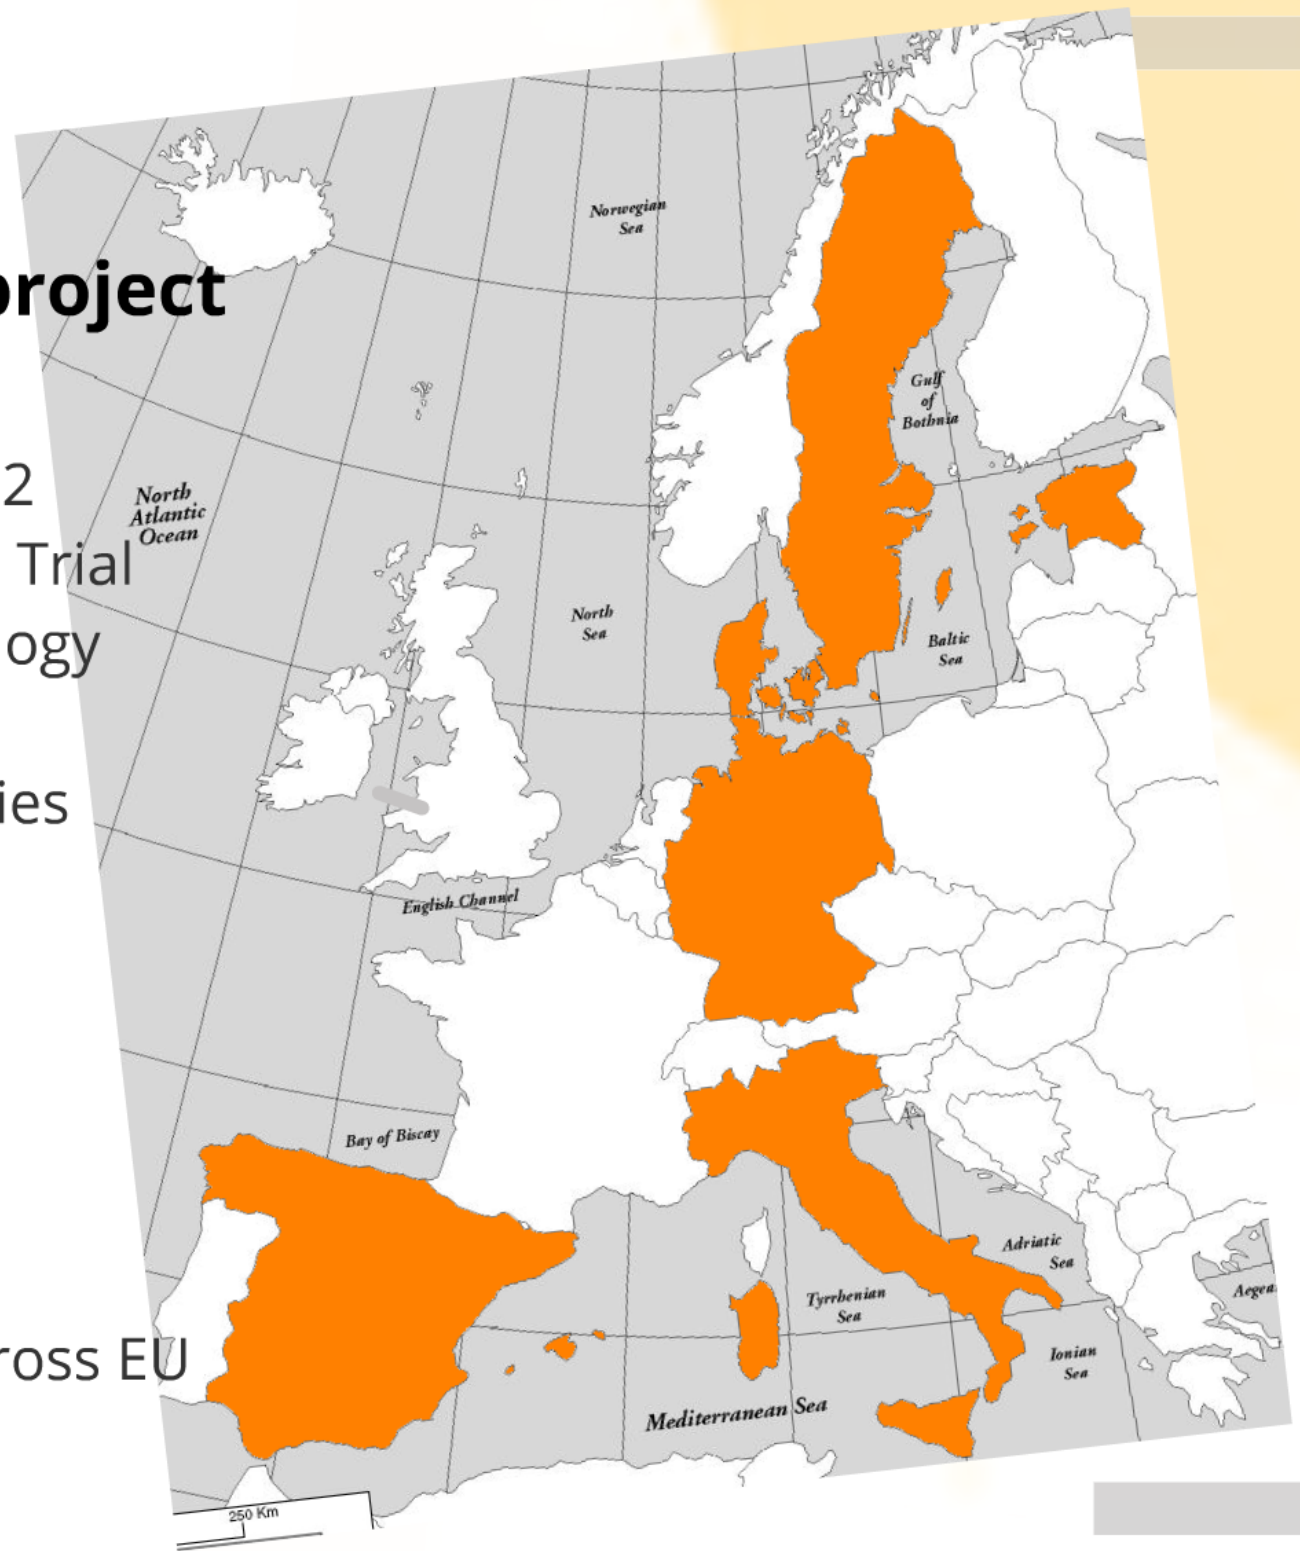 Norwegian
Sea
project
Gulf
of
Bothnia
2
North
Atlantic
Ocean
Trial
North
Sea
ogy
Baltic
Sea
ies
English Channel
Bay of Biscay
Adriatic
Sea
Aegea
Tyrrhenian
Sea
ross EU
Ionian
Sea
Mediterranean Sea
250 Km